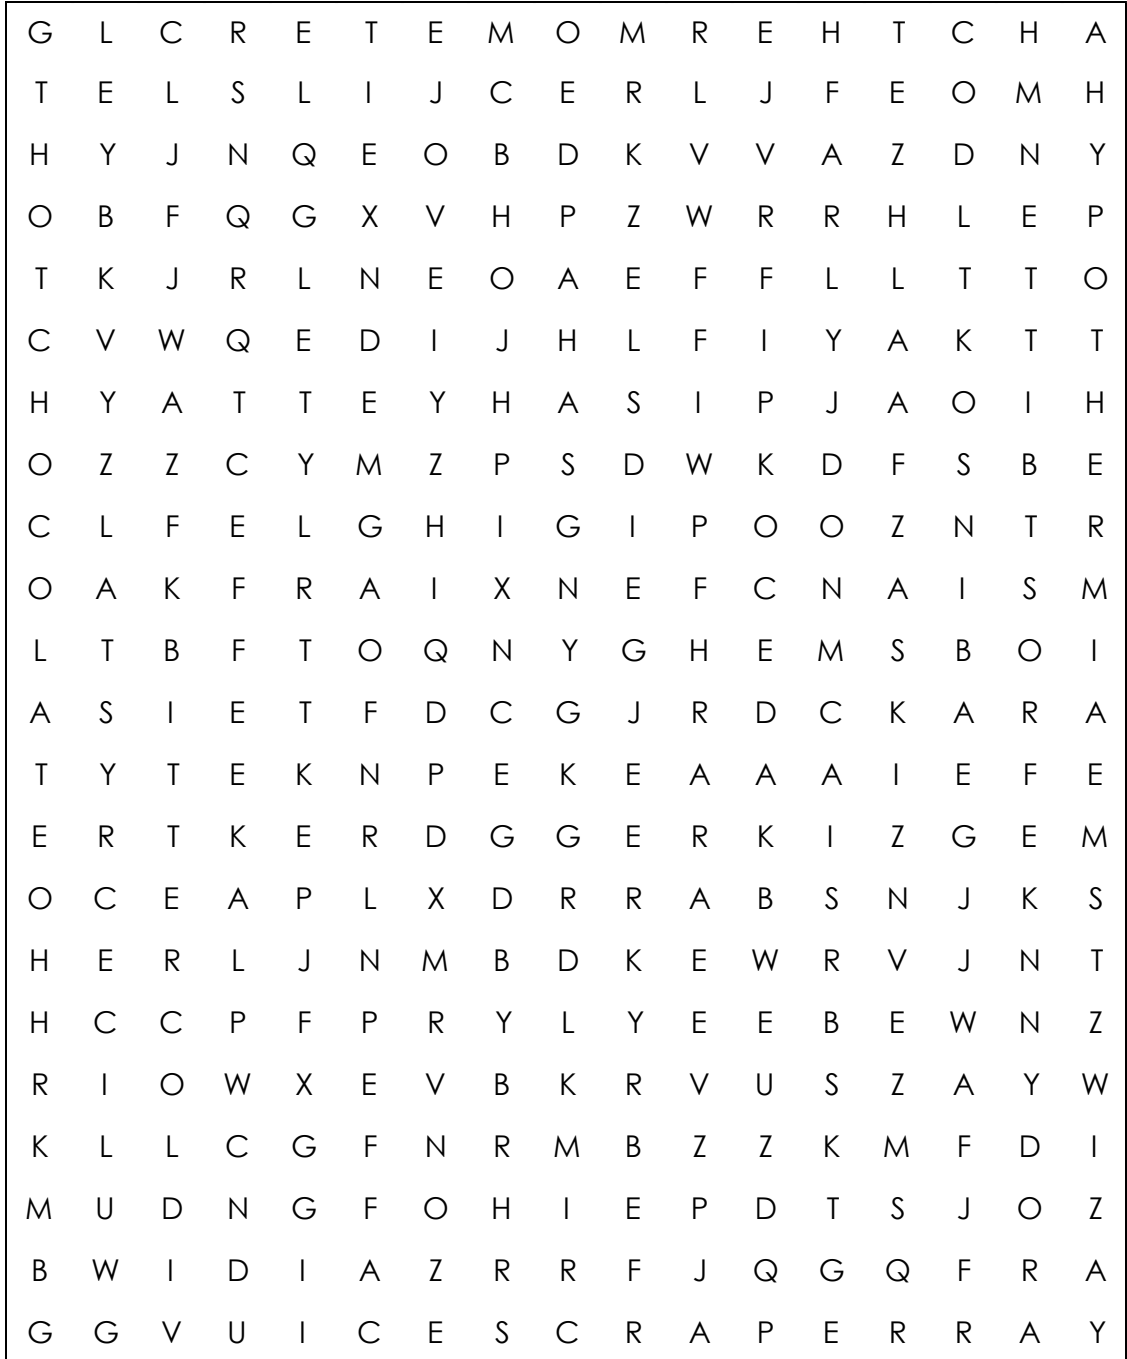 G L C R E T E M O M R E H T C H A
T E L S L I J C E R L J F E O M H
H Y J N Q E O B D K V V A Z D N Y
O B F Q G X V H P Z W R R H L E P
T K J R L N E O A E F F L L T T O
C V W Q E D I J H L F I Y A K T T
H Y A T T E Y H A S I P J A O I H
O Z Z C Y M Z P S D W K D F S B E
C L F E L G H I G I P O O Z N T R
O A K F R A I X N E F C N A I S M
L T B F T O Q N Y G H E M S B O I
A S I E T F D C G J R D C K A R A
T Y T E K N P E K E A A A I E F E
E R T K E R D G G E R K I Z G E M
O C E A P L X D R R A B S N J K S
H E R L J N M B D K E W R V J N T
H C C P F P R Y L Y E E B E W N Z
R I O W X E V B K R V U S Z A Y W
K L L C G F N R M B Z Z K M F D I
M U D N G F O H I E P D T S J O Z
B W I D I A Z R R F J Q G Q F R A
G G V U I C E S C R A P E R R A Y